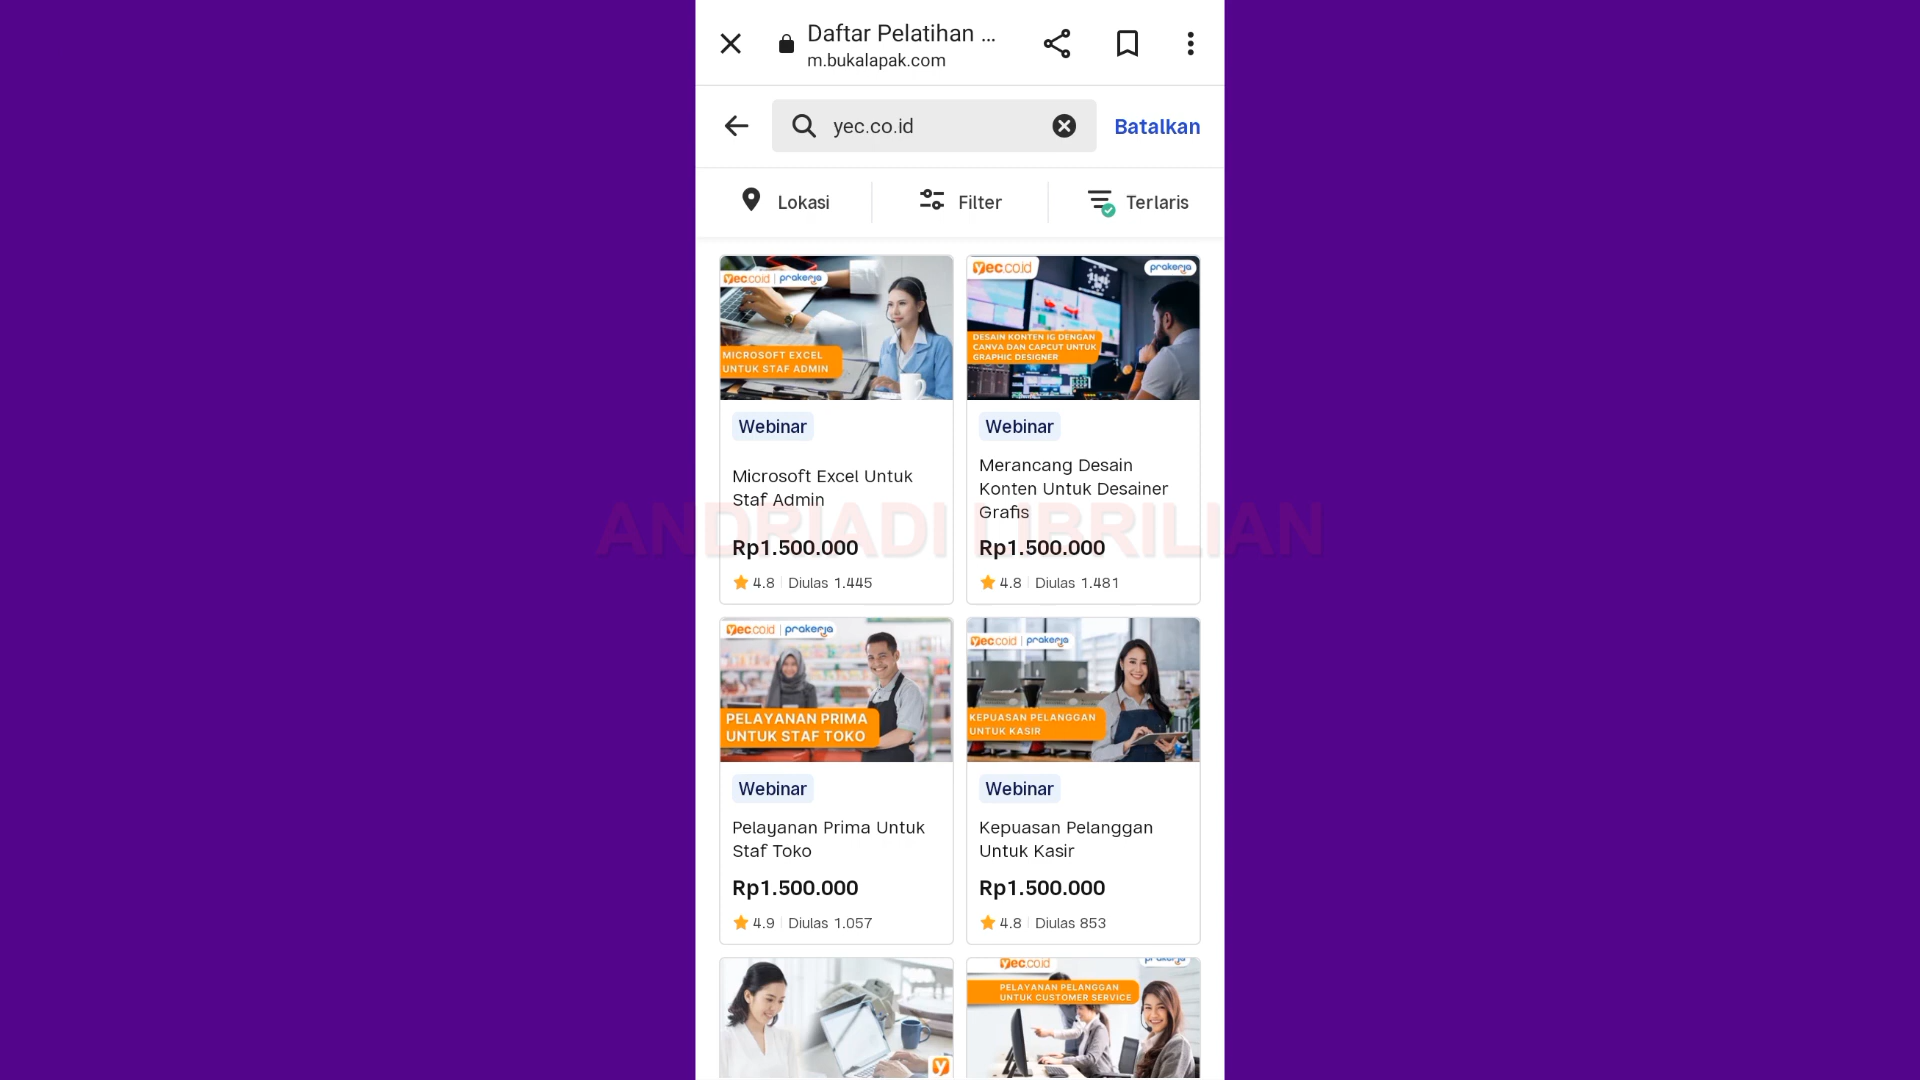 Daftar Pelatihan ...
m.bukalapak.com
yec.co.id
Batalkan
Lokasi
Filter
Terlaris
yec.co.id | prakerja
MICROSOFT EXCEL
UNTUK STAF ADMIN
Webinar
Microsoft Excel Untuk
Staf Admin
Rp1.500.000
4.8 | Diulas 1.445
yec.co.id
prakerja
DESAIN KONTEN IG DENGAN
CANVA DAN CAPCUT UNTUK
GRAPHIC DESIGNER
Webinar
Merancang Desain
Konten Untuk Desainer
Grafis
Rp1.500.000
4.8 | Diulas 1.481
ANDRIADI LIBRILIAN
yec.co.id | prakerja
PELAYANAN PRIMA
UNTUK STAF TOKO
Webinar
Pelayanan Prima Untuk
Staf Toko
Rp1.500.000
4.9 | Diulas 1.057
yec.co.id | prakerja
KEPUASAN PELANGGAN
UNTUK KASIR
Webinar
Kepuasan Pelanggan
Untuk Kasir
Rp1.500.000
4.8 | Diulas 853
y
yec.co.id
prakerja
PELAYANAN PELANGGAN
UNTUK CUSTOMER SERVICE